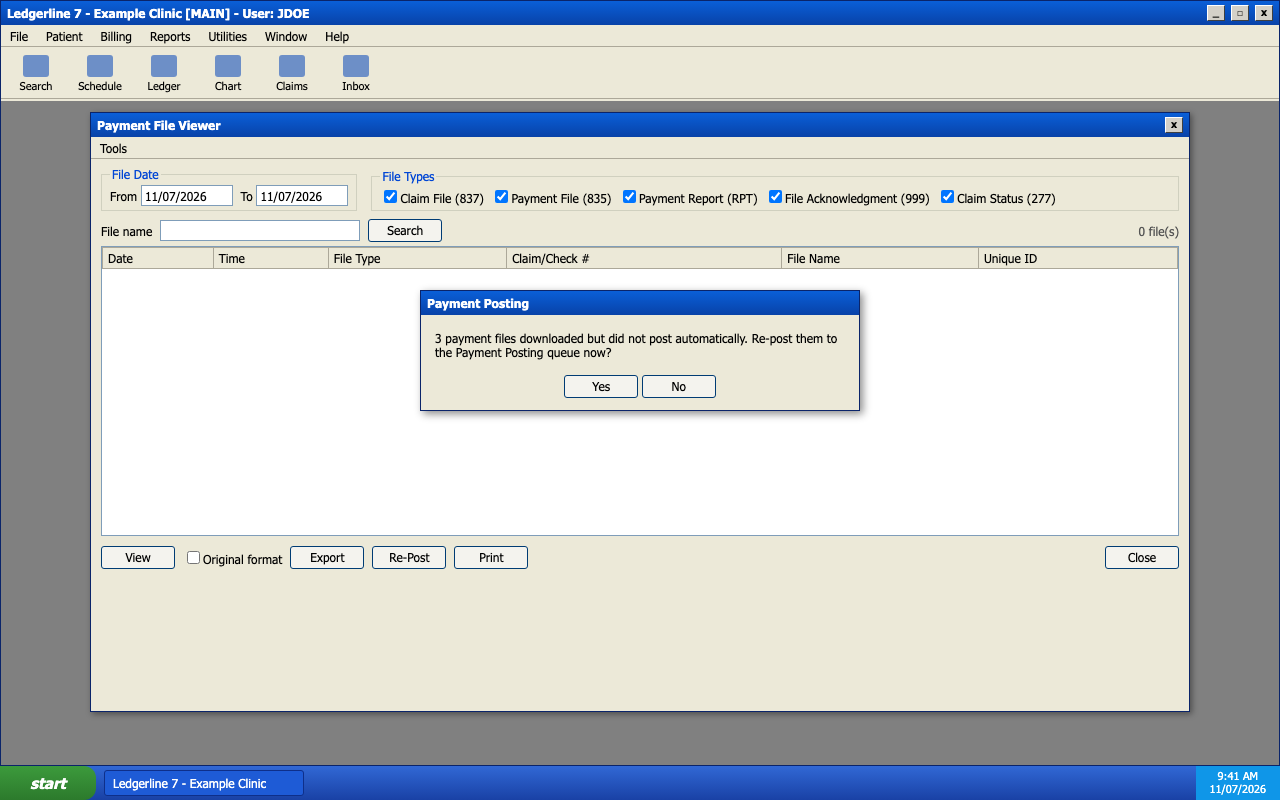 Ledgerline 7 - Example Clinic [MAIN] - User: JDOE
File Patient Billing Reports Utilities Window Help
Search Schedule Ledger Chart Claims Inbox
Payment File Viewer
Tools
File Date
From 11/07/2026 To 11/07/2026
File Types
Claim File (837) Payment File (835) Payment Report (RPT) File Acknowledgment (999) Claim Status (277)
File name Search 0 file(s)
Date Time File Type Claim/Check # File Name Unique ID
Payment Posting
3 payment files downloaded but did not post automatically. Re-post them to
the Payment Posting queue now?
Yes No
View Original format Export Re-Post Print Close
start Ledgerline 7 - Example Clinic
9:41 AM
11/07/2026